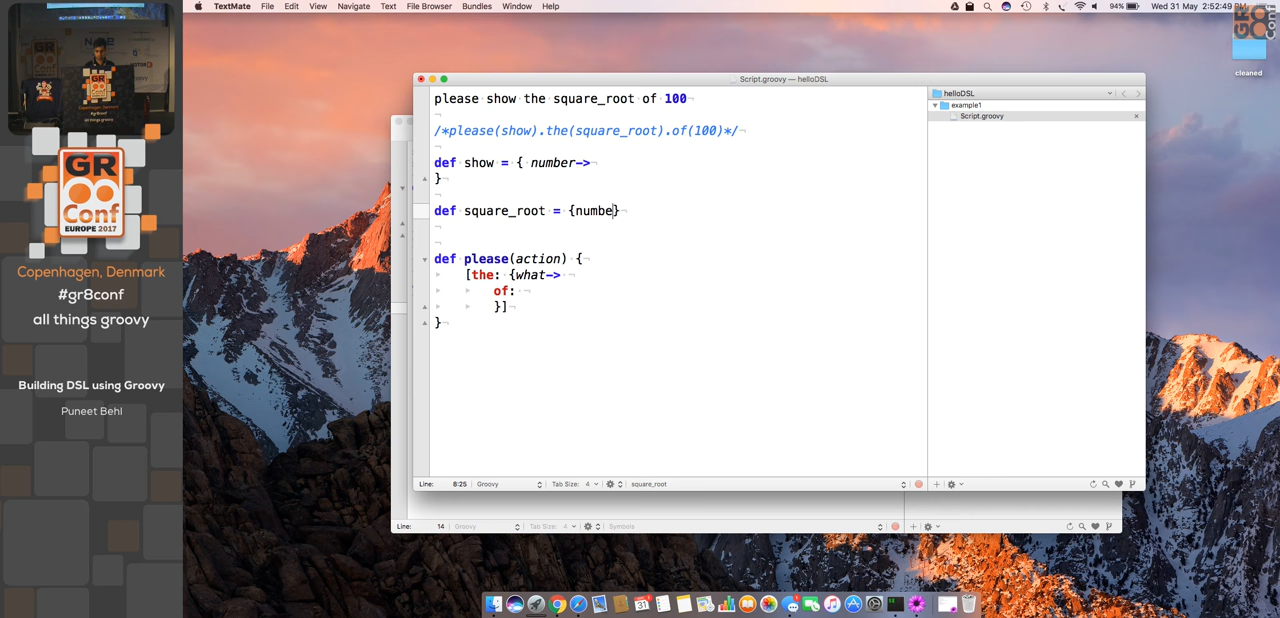 TextMate File Edit View Navigate Text File Browser Bundles Window Help
94% Wed 31 May 2:52:49
GR8
Conf
cleaned
Script.groovy — helloDSL
please show the square_root of 100
/*please(show).the(square_root).of(100)*/
def show = { number->
}
def square_root = {numbe}
def please(action) {
[the: {what->
of:
}]
}
helloDSL
example1
Script.groovy
Line: 8:25 Groovy Tab Size: 4 square_root
Line: 14 Groovy Tab Size: 4 Symbols
GR8
Conf
EUROPE 2017
Copenhagen, Denmark
#gr8conf
all things groovy
Building DSL using Groovy
Puneet Behl